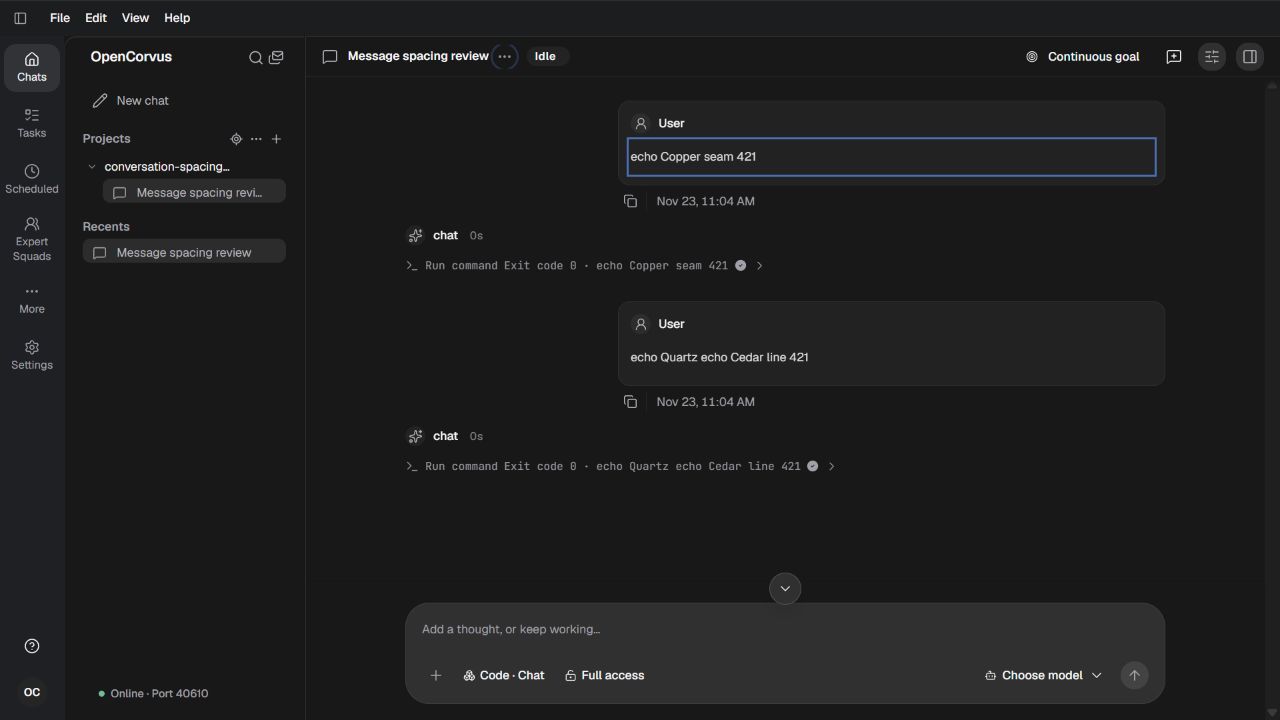 File Edit View Help
Chats
Tasks
Scheduled
Expert
Squads
More
Settings
OC
OpenCorvus
New chat
Projects
conversation-spacing...
Message spacing revi...
Recents
Message spacing review
Online · Port 40610
Message spacing review ··· Idle
Continuous goal
User
echo Copper seam 421
Nov 23, 11:04 AM
chat 0s
>_ Run command Exit code 0 · echo Copper seam 421
User
echo Quartz echo Cedar line 421
Nov 23, 11:04 AM
chat 0s
>_ Run command Exit code 0 · echo Quartz echo Cedar line 421
Add a thought, or keep working...
Code · Chat Full access Choose model